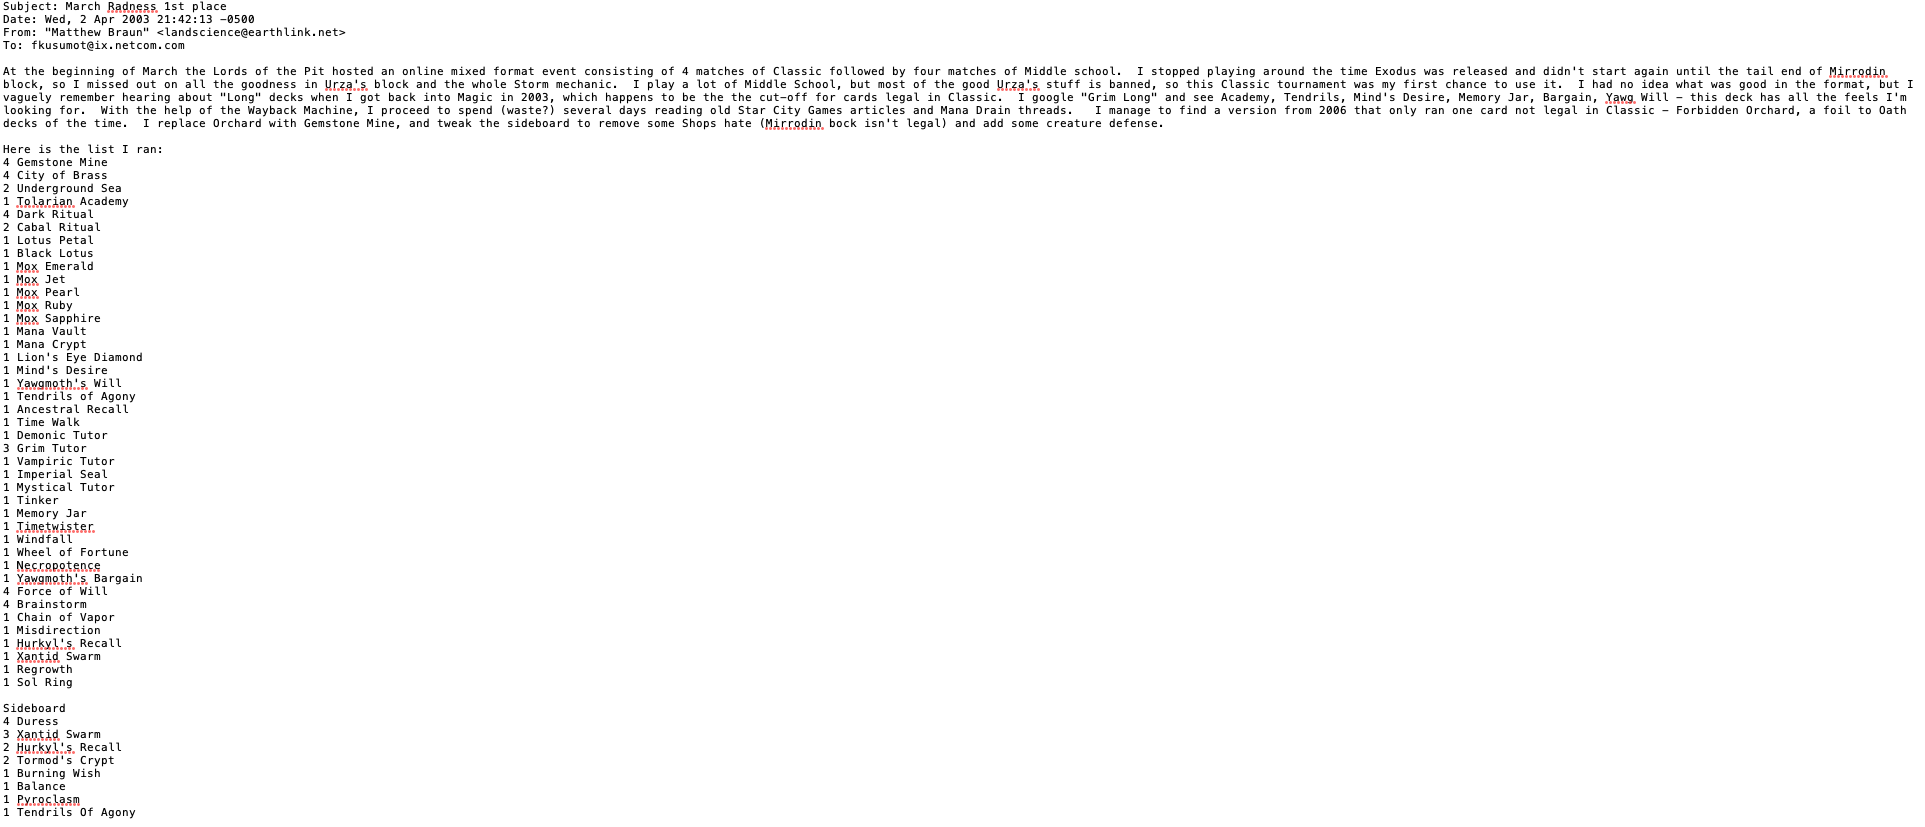 Subject: March Radness 1st place
Date: Wed, 2 Apr 2003 21:42:13 -0500
From: "Matthew Braun" <landscience@earthlink.net>
To: fkusumot@ix.netcom.com
At the beginning of March the Lords of the Pit hosted an online mixed format event consisting of 4 matches of Classic followed by four matches of Middle school.  I stopped playing around the time Exodus was released and didn't start again until the tail end of Mirrodin
block, so I missed out on all the goodness in Urza's block and the whole Storm mechanic.  I play a lot of Middle School, but most of the good Urza's stuff is banned, so this Classic tournament was my first chance to use it.  I had no idea what was good in the format, but I
vaguely remember hearing about "Long" decks when I got back into Magic in 2003, which happens to be the the cut-off for cards legal in Classic.  I google "Grim Long" and see Academy, Tendrils, Mind's Desire, Memory Jar, Bargain, Yawg Will - this deck has all the feels I'm
looking for.  With the help of the Wayback Machine, I proceed to spend (waste?) several days reading old Star City Games articles and Mana Drain threads.   I manage to find a version from 2006 that only ran one card not legal in Classic - Forbidden Orchard, a foil to Oath
decks of the time.  I replace Orchard with Gemstone Mine, and tweak the sideboard to remove some Shops hate (Mirrodin bock isn't legal) and add some creature defense.
Here is the list I ran:
4 Gemstone Mine
4 City of Brass
2 Underground Sea
1 Tolarian Academy
4 Dark Ritual
2 Cabal Ritual
1 Lotus Petal
1 Black Lotus
1 Mox Emerald
1 Mox Jet
1 Mox Pearl
1 Mox Ruby
1 Mox Sapphire
1 Mana Vault
1 Mana Crypt
1 Lion's Eye Diamond
1 Mind's Desire
1 Yawgmoth's Will
1 Tendrils of Agony
1 Ancestral Recall
1 Time Walk
1 Demonic Tutor
3 Grim Tutor
1 Vampiric Tutor
1 Imperial Seal
1 Mystical Tutor
1 Tinker
1 Memory Jar
1 Timetwister
1 Windfall
1 Wheel of Fortune
1 Necropotence
1 Yawgmoth's Bargain
4 Force of Will
4 Brainstorm
1 Chain of Vapor
1 Misdirection
1 Hurkyl's Recall
1 Xantid Swarm
1 Regrowth
1 Sol Ring
Sideboard
4 Duress
3 Xantid Swarm
2 Hurkyl's Recall
2 Tormod's Crypt
1 Burning Wish
1 Balance
1 Pyroclasm
1 Tendrils Of Agony